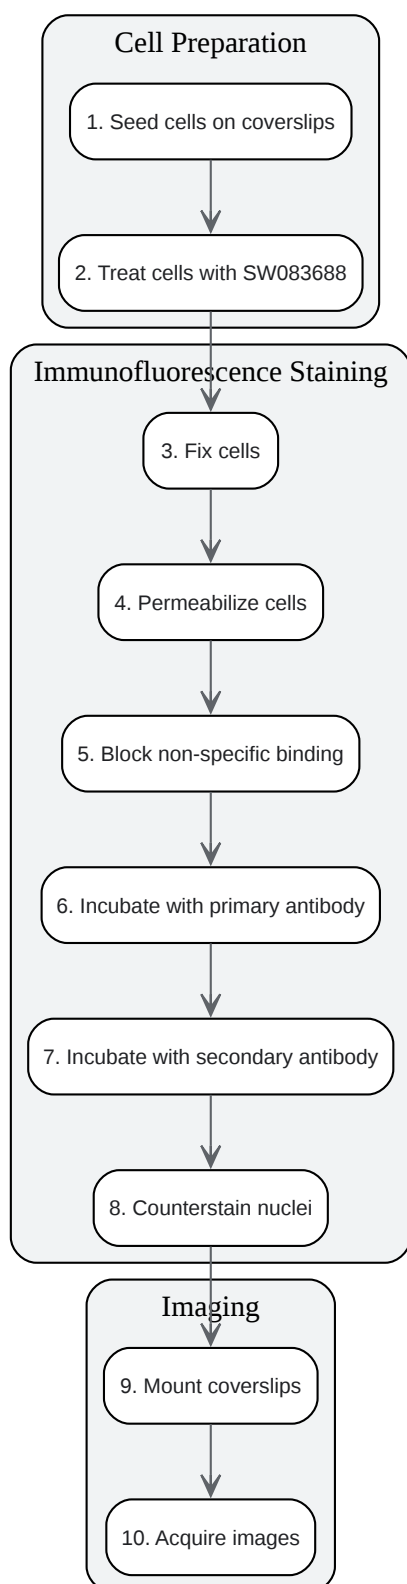 Cell Preparation
1. Seed cells on coverslips
2. Treat cells with SW083688
Immunofluorescence Staining
3. Fix cells
4. Permeabilize cells
5. Block non-specific binding
6. Incubate with primary antibody
7. Incubate with secondary antibody
8. Counterstain nuclei
Imaging
9. Mount coverslips
10. Acquire images